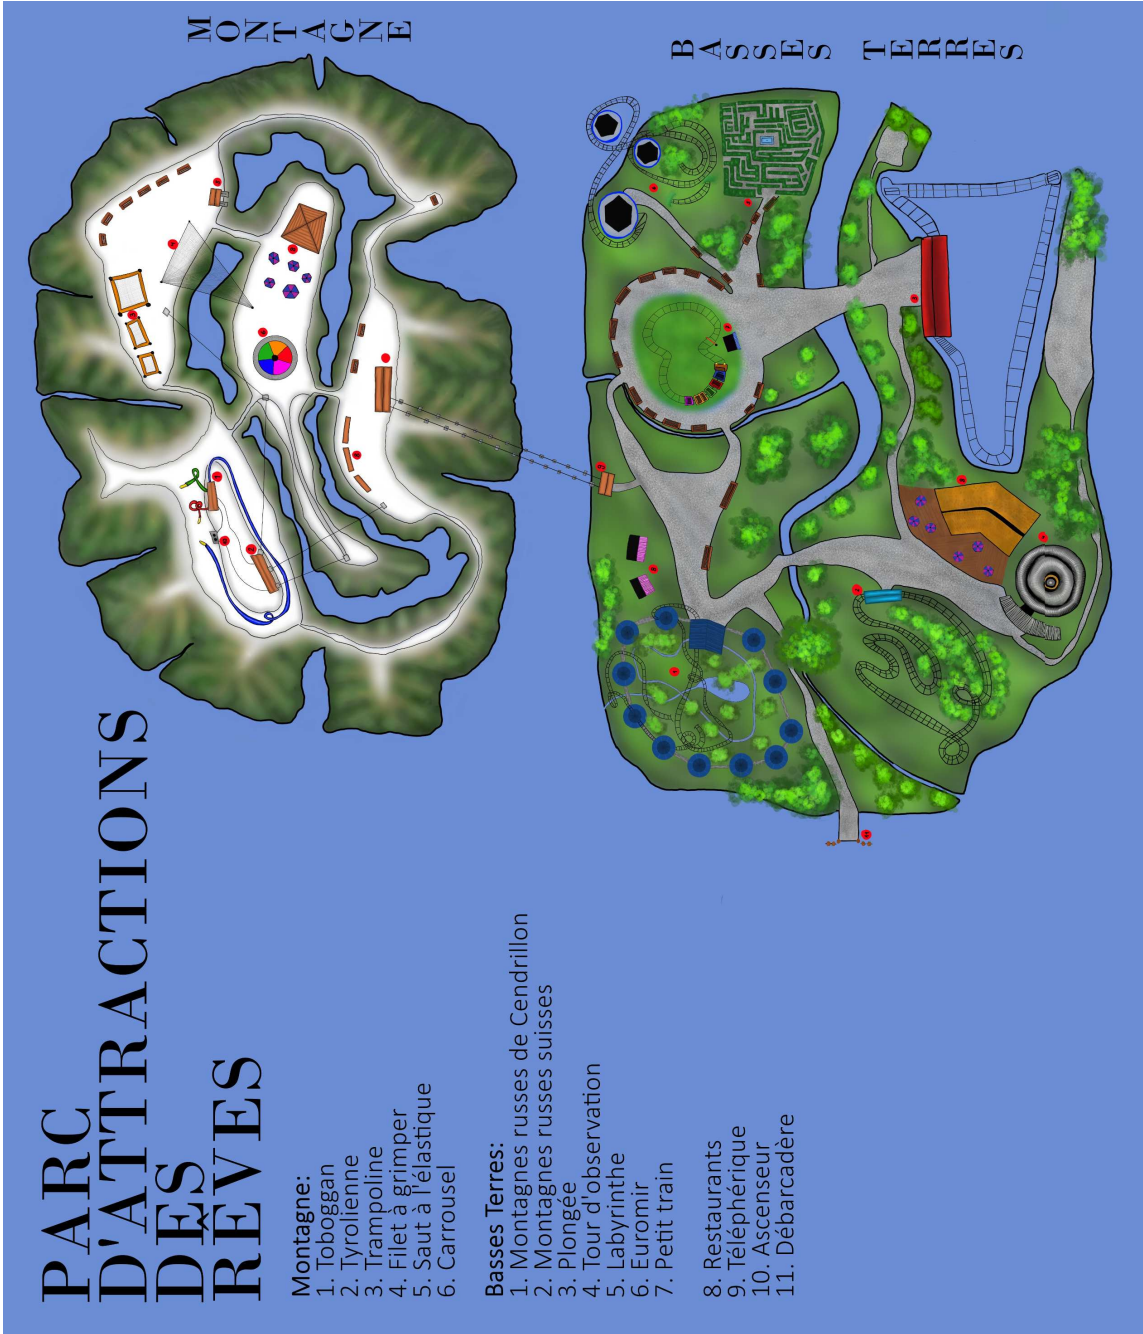 PARC
D'ATTRACTIONS
DES
RÊVES
Montagne:
1. Toboggan
2. Tyrolienne
3. Trampoline
4. Filet à grimper
5. Saut à l'élastique
6. Carrousel
Basses Terres:
1. Montagnes russes de Cendrillon
2. Montagnes russes suisses
3. Plongée
4. Tour d'observation
5. Labyrinthe
6. Euromir
7. Petit train
8. Restaurants
9. Téléphérique
10. Ascenseur
11. Débarcadère
MONTAGNE
BASSES TERRES